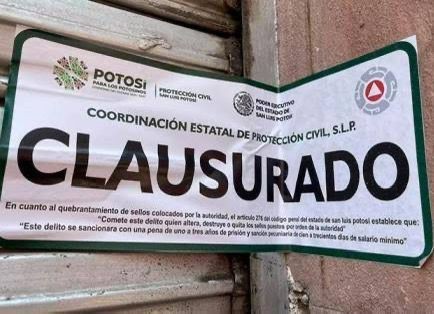 POTOSÍ
PARA LOS POTOSINOS
PROTECCIÓN CIVIL
SAN LUIS POTOSÍ
PODER EJECUTIVO
DEL ESTADO DE
SAN LUIS POTOSÍ
COORDINACIÓN ESTATAL DE PROTECCIÓN CIVIL, S.L.P.
CLAUSURADO
En cuanto al quebrantamiento de sellos colocados por la autoridad, el artículo 276 del código penal del estado de san luis potosí establece que:
"Comete este delito quien altera, destruye o quita los sellos puestos por orden de la autoridad"
"Este delito se sancionara con una pena de uno a tres años de prisión y sanción pecuniaria de cien a trecientos días de salario mínimo"